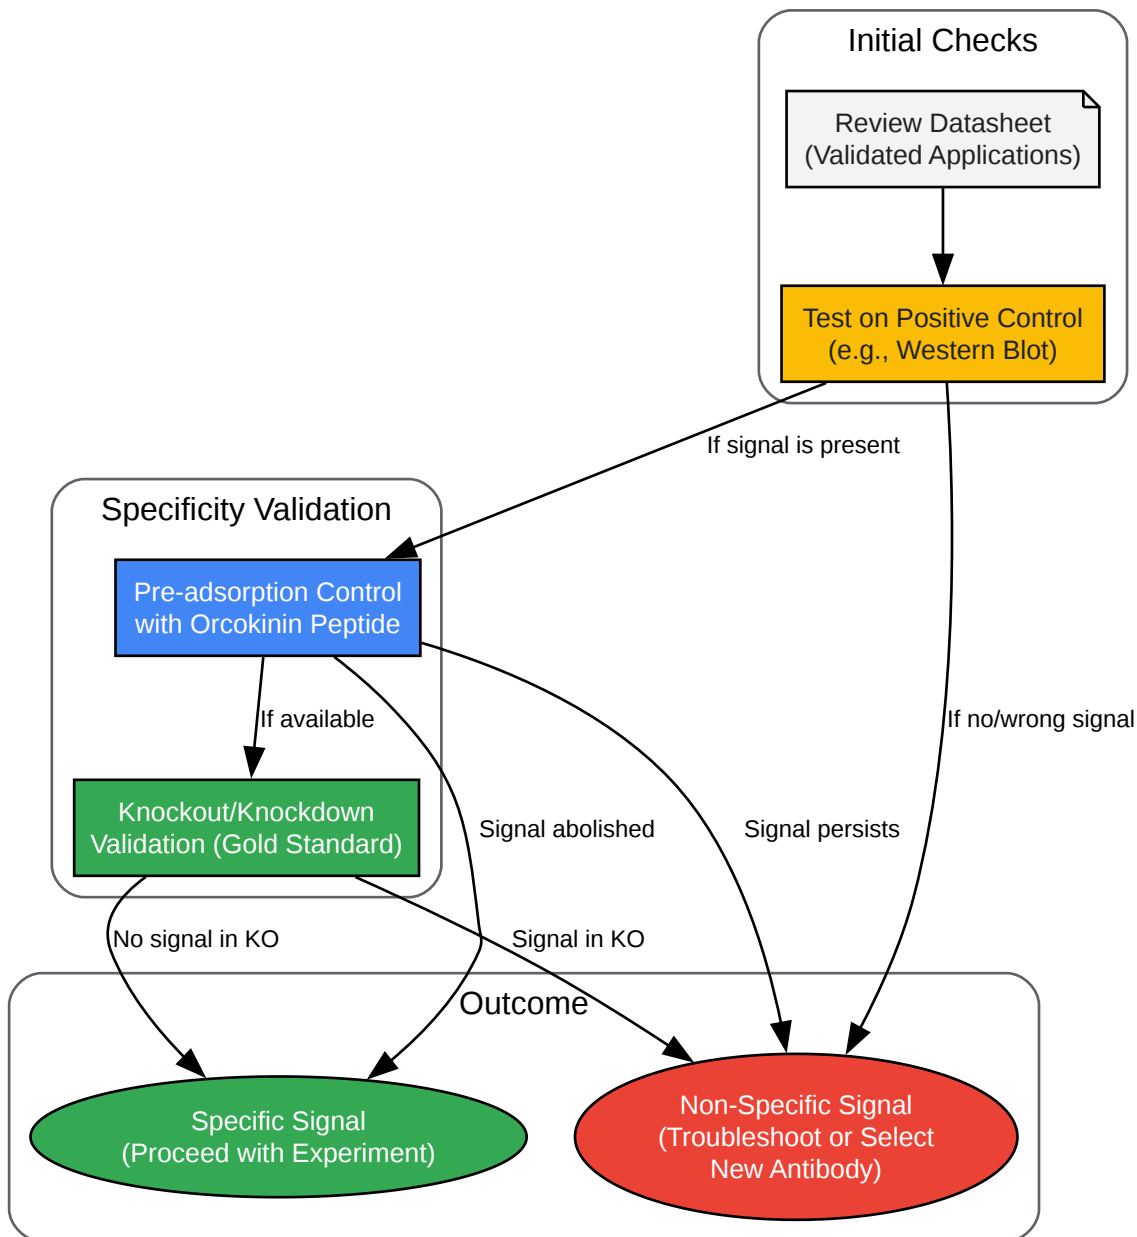 Initial Checks
Review Datasheet
(Validated Applications)
Test on Positive Control
(e.g., Western Blot)
If signal is present
Specificity Validation
Pre-adsorption Control
with Orcokinin Peptide
If available
If no/wrong signal
Knockout/Knockdown
Validation (Gold Standard)
Signal abolished
Signal persists
No signal in KO
Signal in KO
Outcome
Specific Signal
(Proceed with Experiment)
Non-Specific Signal
(Troubleshoot or Select
New Antibody)